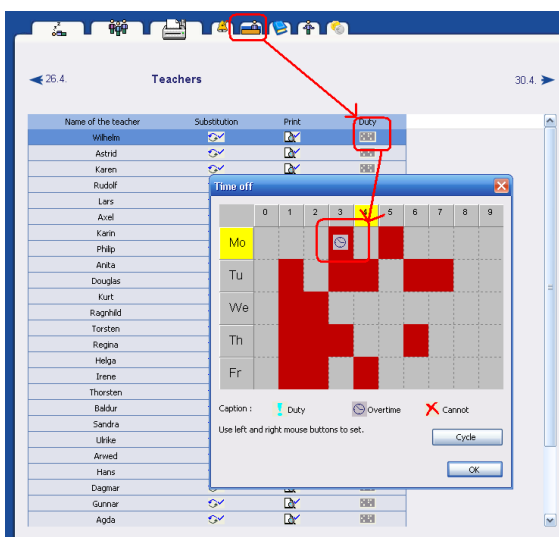 26.4. Teachers 30.4.
Name of the teacher Substitution Print Duty
Wilhelm
Astrid
Karen
Rudolf
Lars
Axel
Karin
Philip
Anita
Douglas
Kurt
Ragnhild
Torsten
Regina
Helga
Irene
Thorsten
Baldur
Sandra
Ulrike
Arwed
Hans
Dagmar
Gunnar
Agda
Time off
0 1 2 3 4 5 6 7 8 9
Mo
Tu
We
Th
Fr
Caption : Duty Overtime Cannot
Use left and right mouse buttons to set.
Cycle
OK